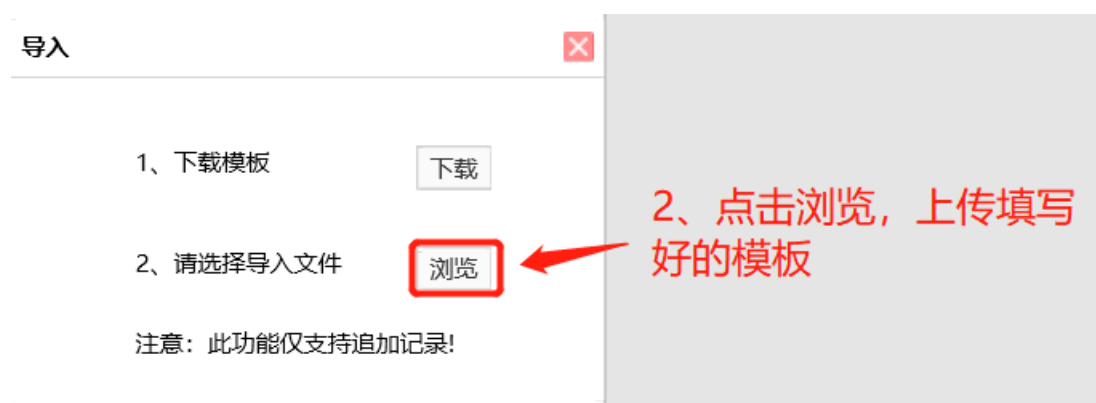 导入
1、下载模板 下载
2、请选择导入文件 浏览
注意：此功能仅支持追加记录!
2、点击浏览，上传填写
好的模板